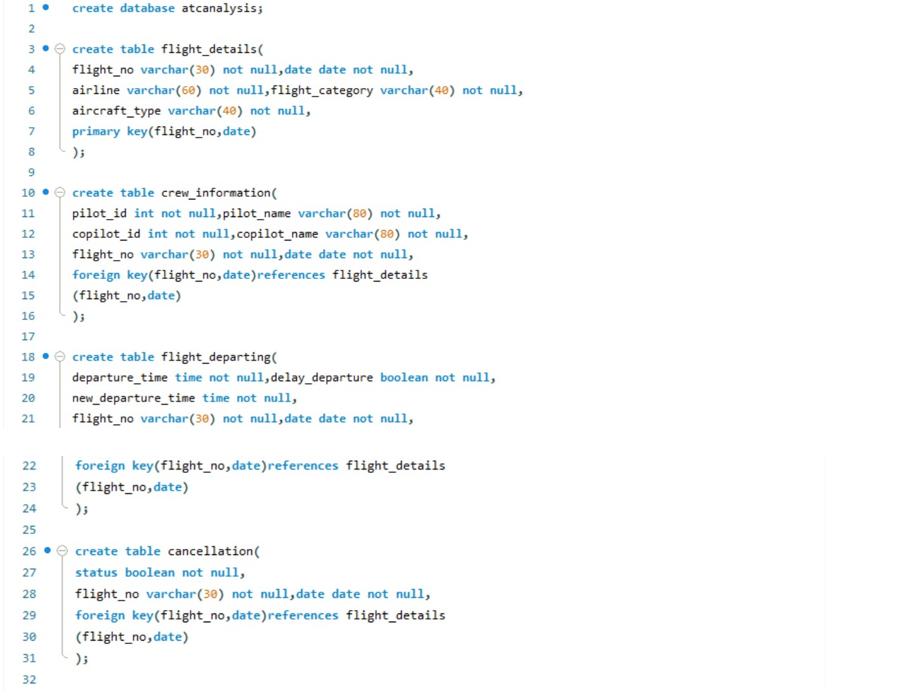 1 create database atcanalysis;
2
3 create table flight_details(
4 flight_no varchar(30) not null,date date not null,
5 airline varchar(60) not null,flight_category varchar(40) not null,
6 aircraft_type varchar(40) not null,
7 primary key(flight_no,date)
8 );
9
10 create table crew_information(
11 pilot_id int not null,pilot_name varchar(80) not null,
12 copilot_id int not null,copilot_name varchar(80) not null,
13 flight_no varchar(30) not null,date date not null,
14 foreign key(flight_no,date)references flight_details
15 (flight_no,date)
16 );
17
18 create table flight_departing(
19 departure_time time not null,delay_departure boolean not null,
20 new_departure_time time not null,
21 flight_no varchar(30) not null,date date not null,
22 foreign key(flight_no,date)references flight_details
23 (flight_no,date)
24 );
25
26 create table cancellation(
27 status boolean not null,
28 flight_no varchar(30) not null,date date not null,
29 foreign key(flight_no,date)references flight_details
30 (flight_no,date)
31 );
32